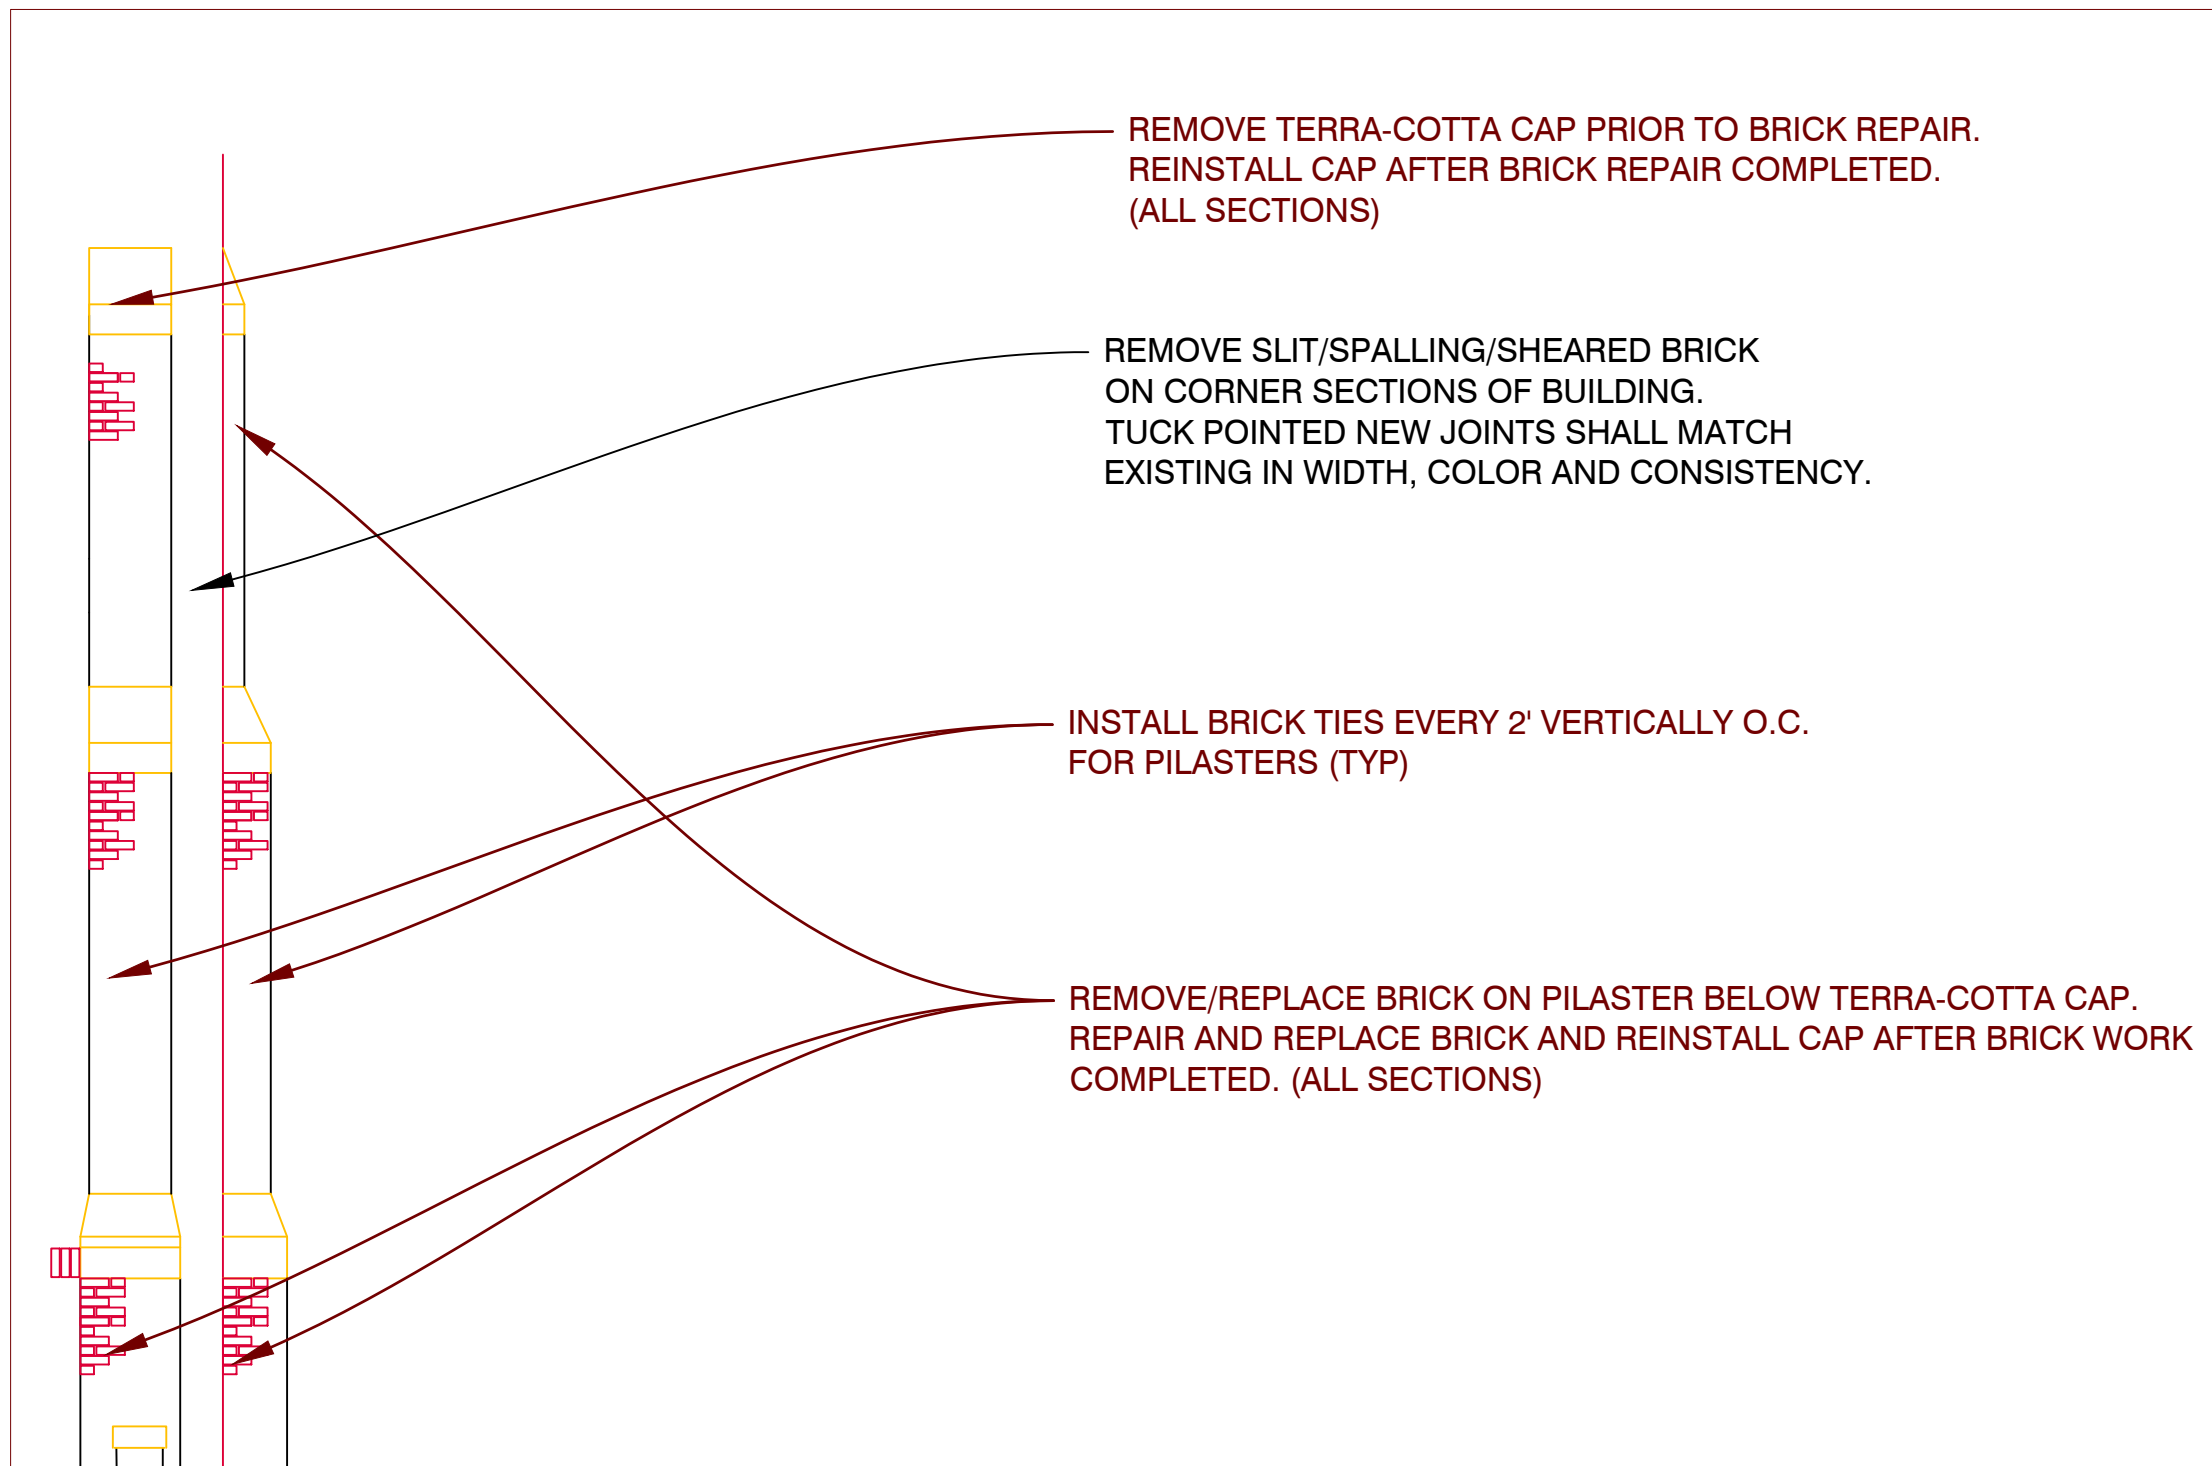 REMOVE TERRA-COTTA CAP PRIOR TO BRICK REPAIR.
REINSTALL CAP AFTER BRICK REPAIR COMPLETED.
(ALL SECTIONS)
REMOVE SLIT/SPALLING/SHEARED BRICK
ON CORNER SECTIONS OF BUILDING.
TUCK POINTED NEW JOINTS SHALL MATCH
EXISTING IN WIDTH, COLOR AND CONSISTENCY.
INSTALL BRICK TIES EVERY 2' VERTICALLY O.C.
FOR PILASTERS (TYP)
REMOVE/REPLACE BRICK ON PILASTER BELOW TERRA-COTTA CAP.
REPAIR AND REPLACE BRICK AND REINSTALL CAP AFTER BRICK WORK
COMPLETED. (ALL SECTIONS)